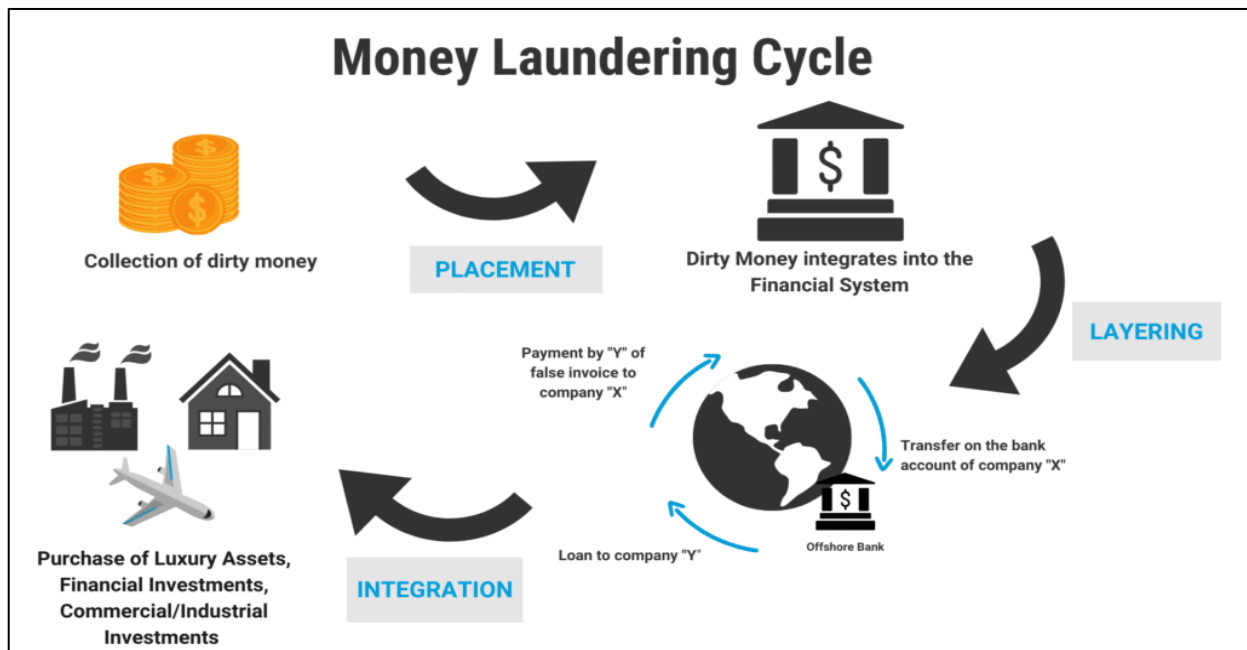 Money Laundering Cycle
$
$
$
Collection of dirty money
PLACEMENT
$
Dirty Money integrates into the
Financial System
LAYERING
Payment by "Y" of
false invoice to
company "X"
Transfer on the bank
account of company "X"
$
Offshore Bank
Loan to company "Y"
INTEGRATION
Purchase of Luxury Assets,
Financial Investments,
Commercial/Industrial
Investments